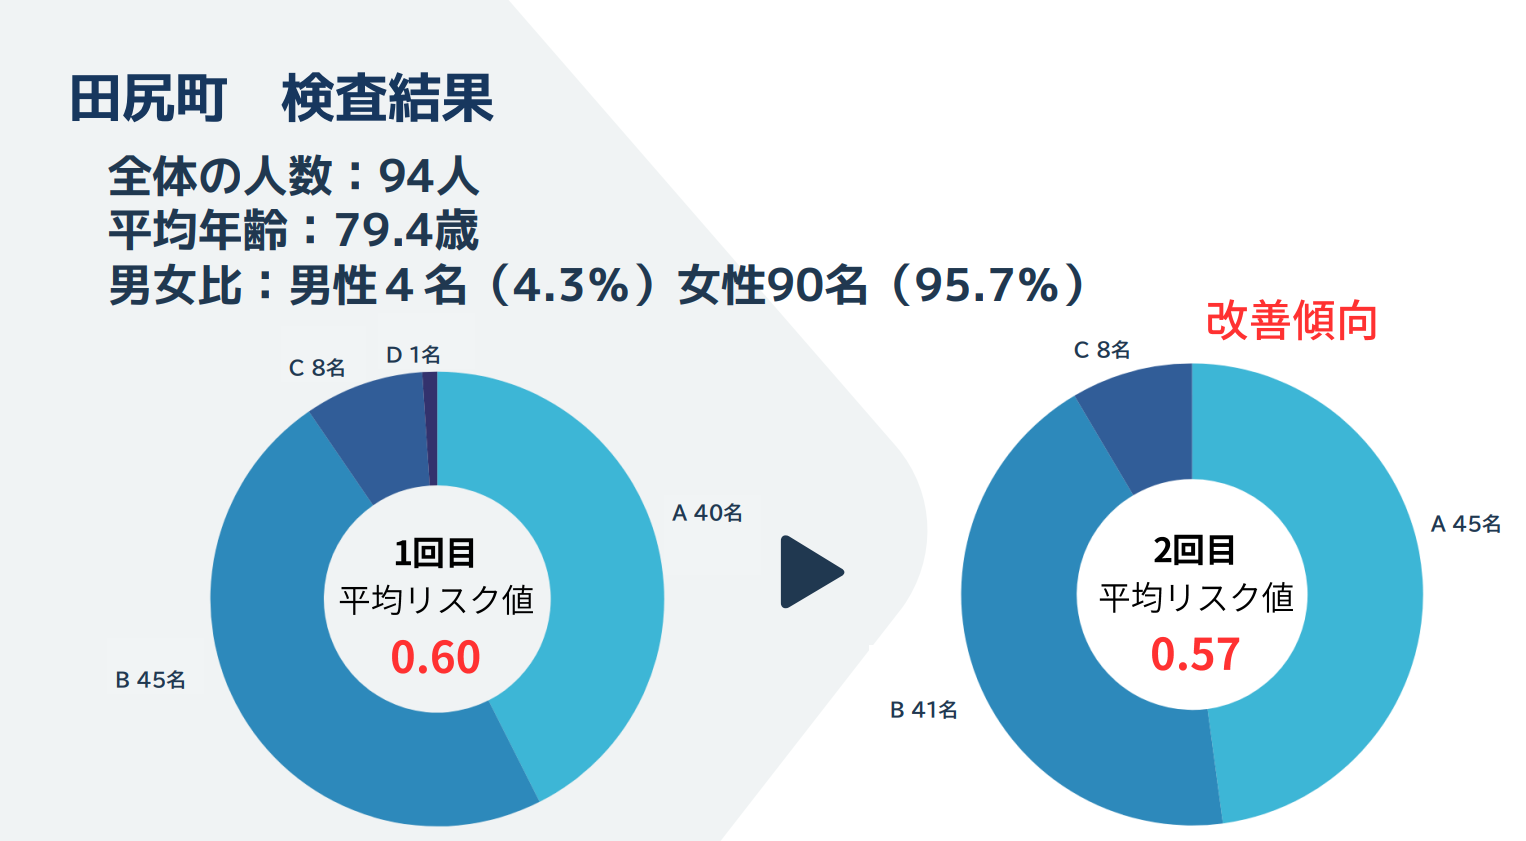 田尻町　検査結果
全体の人数：94人
平均年齢：79.4歳
男女比：男性４名（4.3%）女性90名（95.7%）
改善傾向
C 8名
D 1名
A 40名
B 45名
1回目
平均リスク値
0.60
C 8名
A 45名
B 41名
2回目
平均リスク値
0.57